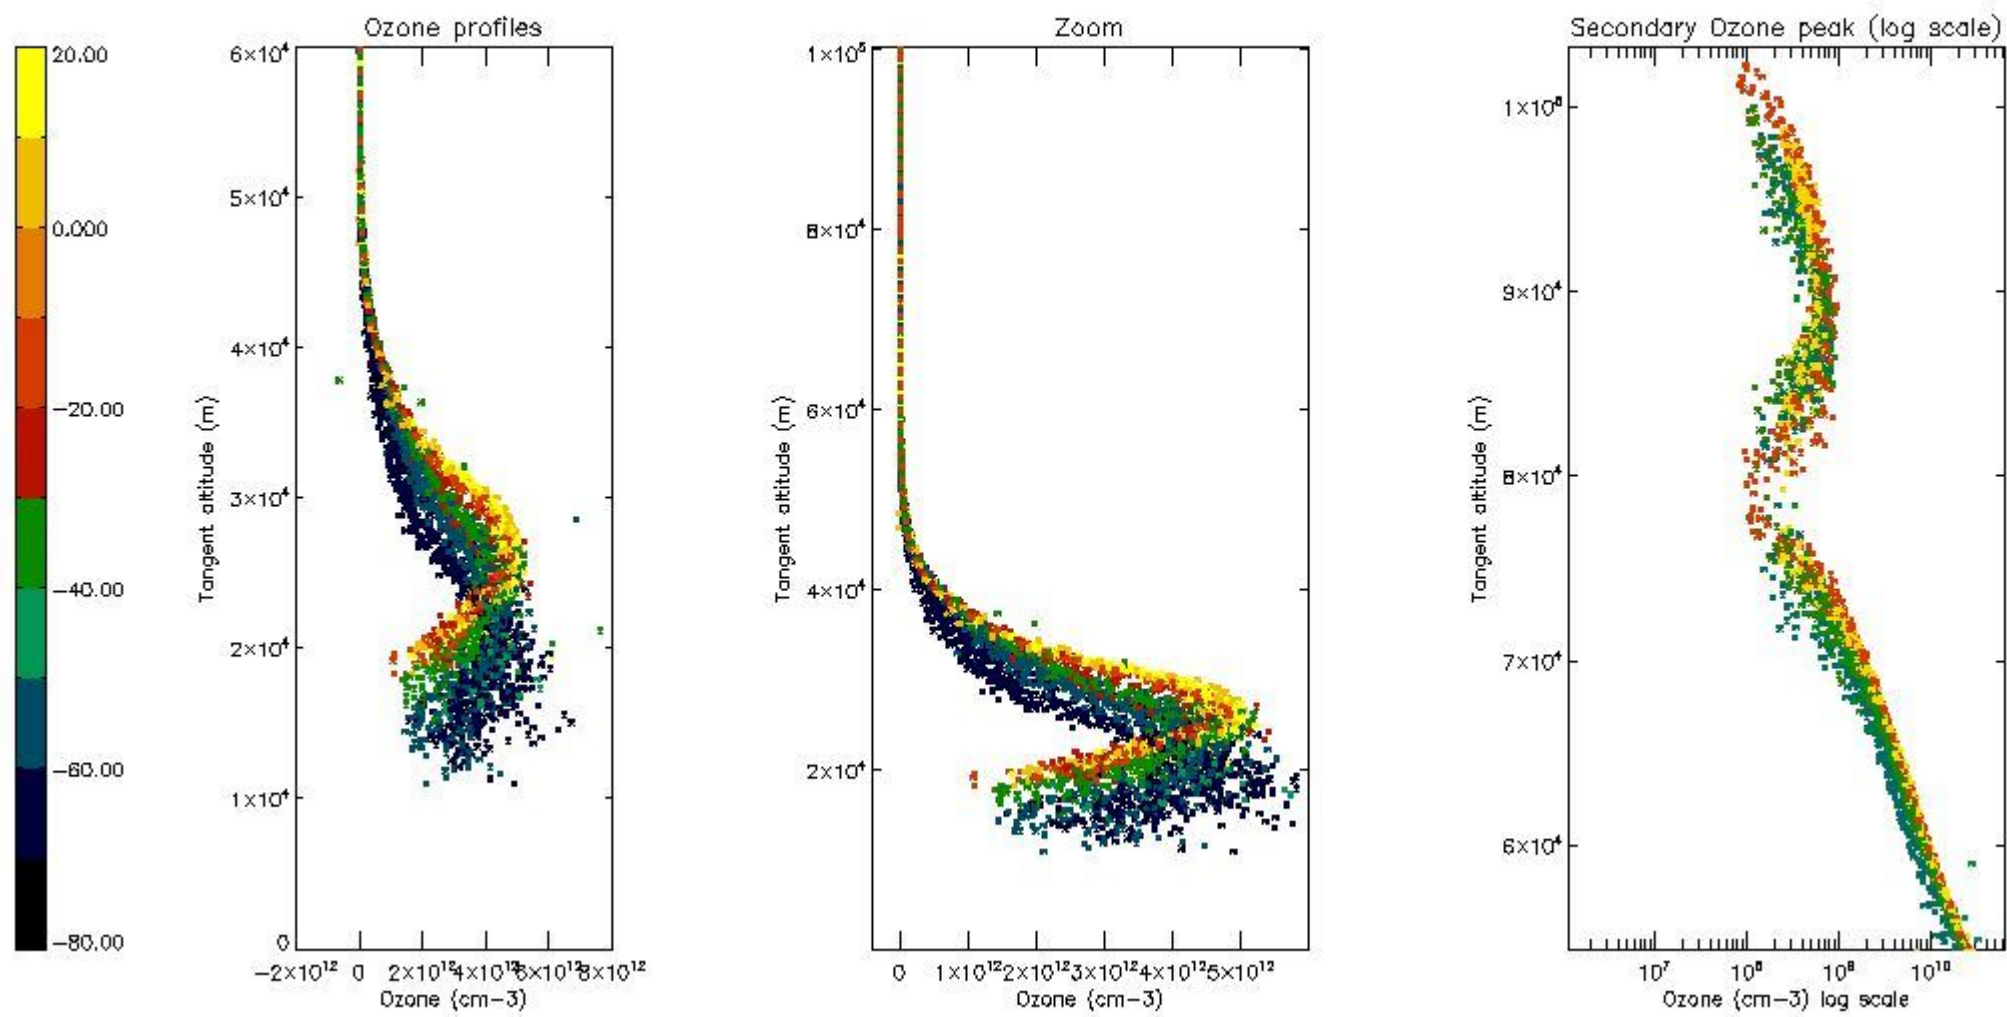 Ozone profiles
Zoom
Secondary Ozone peak (log scale)
20.00
0.000
−20.00
−40.00
−60.00
−80.00
6×10⁴
5×10⁴
4×10⁴
3×10⁴
2×10⁴
1×10⁴
0
Tangent altitude (m)
−2×10¹² 0 2×10¹² 4×10¹² 6×10¹² 8×10¹²
Ozone (cm−3)
1×10⁵
8×10⁴
6×10⁴
4×10⁴
2×10⁴
Tangent altitude (m)
0 1×10¹² 2×10¹² 3×10¹² 4×10¹² 5×10¹²
Ozone (cm−3)
1×10⁵
9×10⁴
8×10⁴
7×10⁴
6×10⁴
Tangent altitude (m)
10⁷ 10⁸ 10⁹ 10¹⁰
Ozone (cm−3) log scale